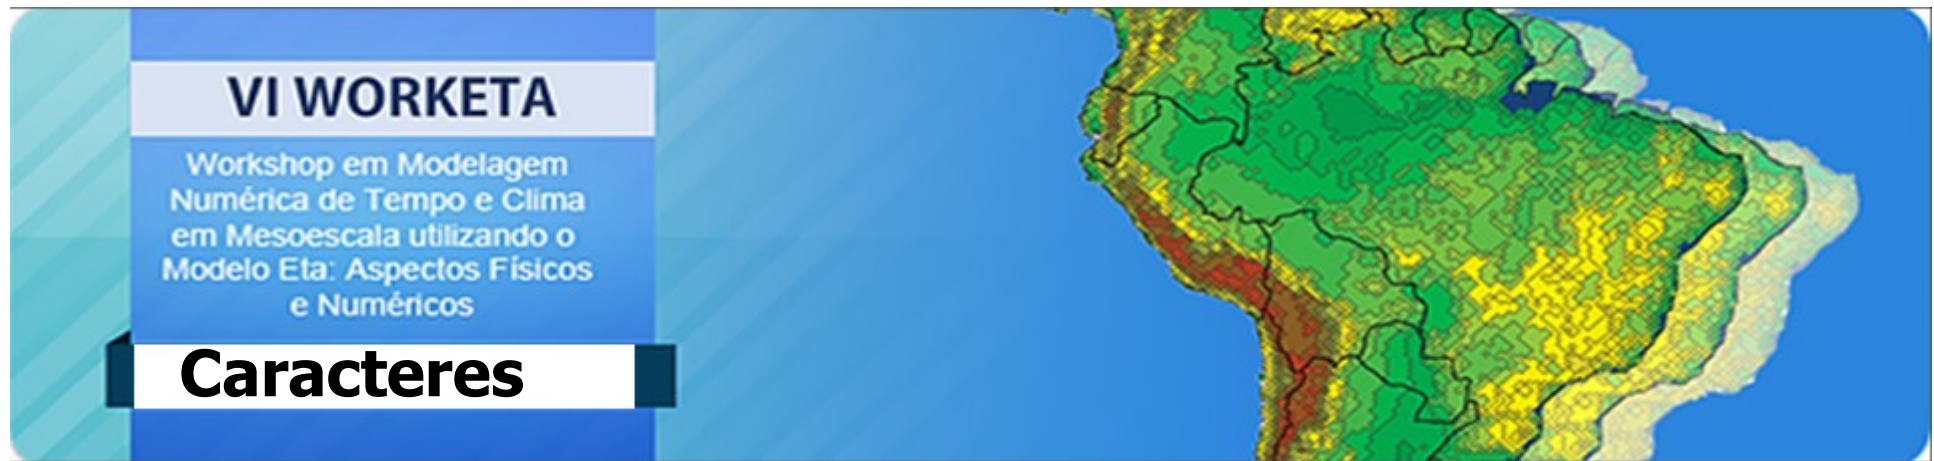 VI WORKETA
Workshop em Modelagem
Numérica de Tempo e Clima
em Mesoescala utilizando o
Modelo Eta: Aspectos Físicos
e Numéricos
Caracteres